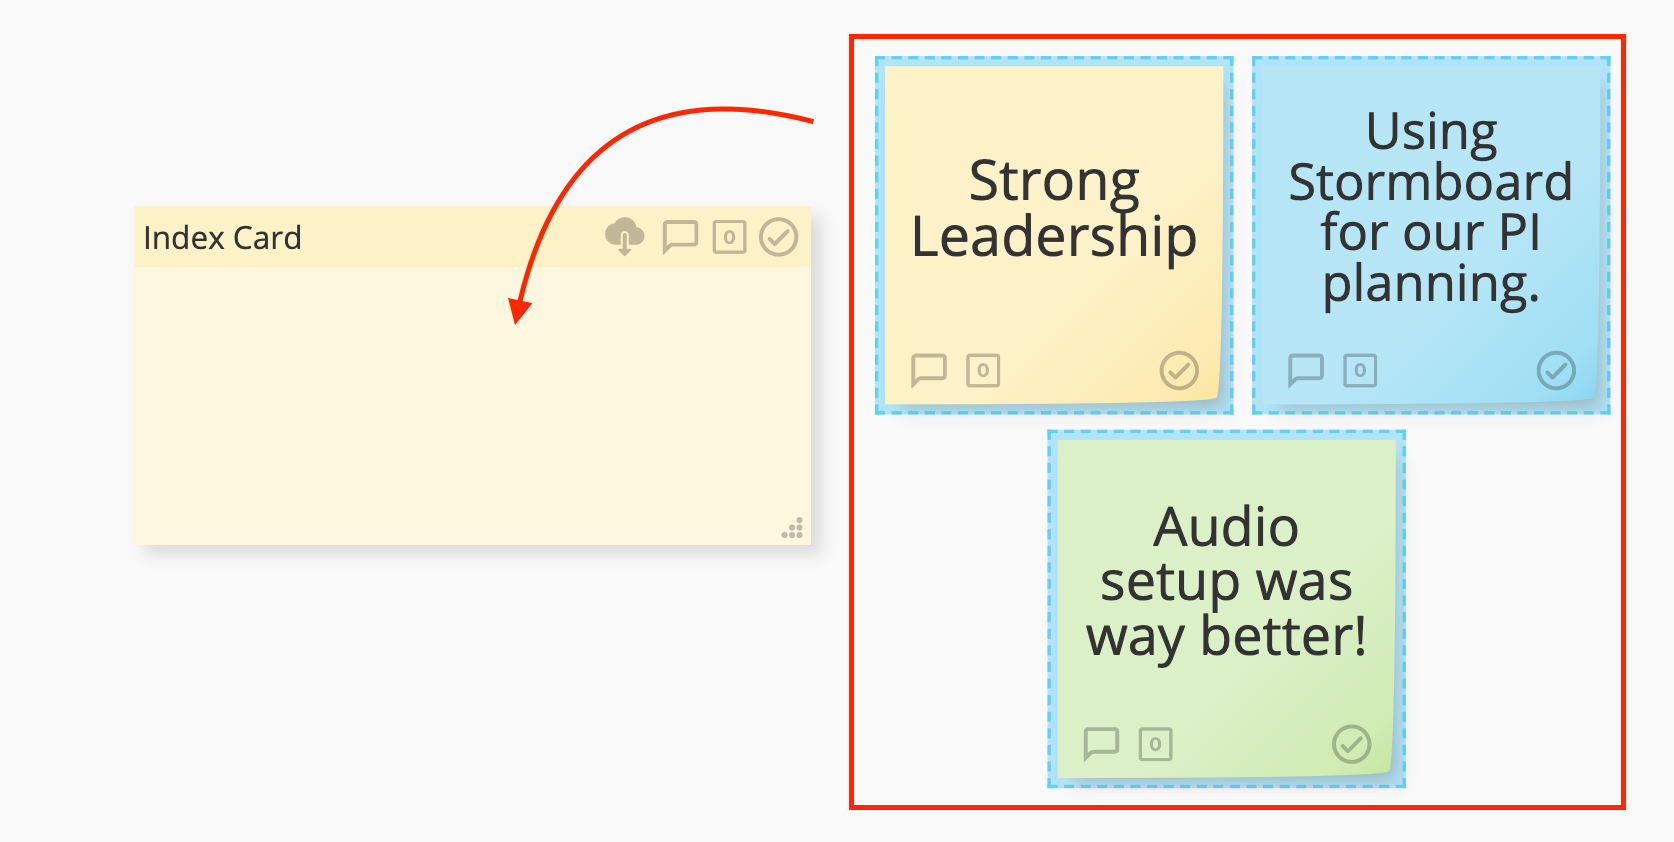 Index Card
0
Strong
Leadership
0
Using
Stormboard
for our PI
planning.
0
Audio
setup was
way better!
0